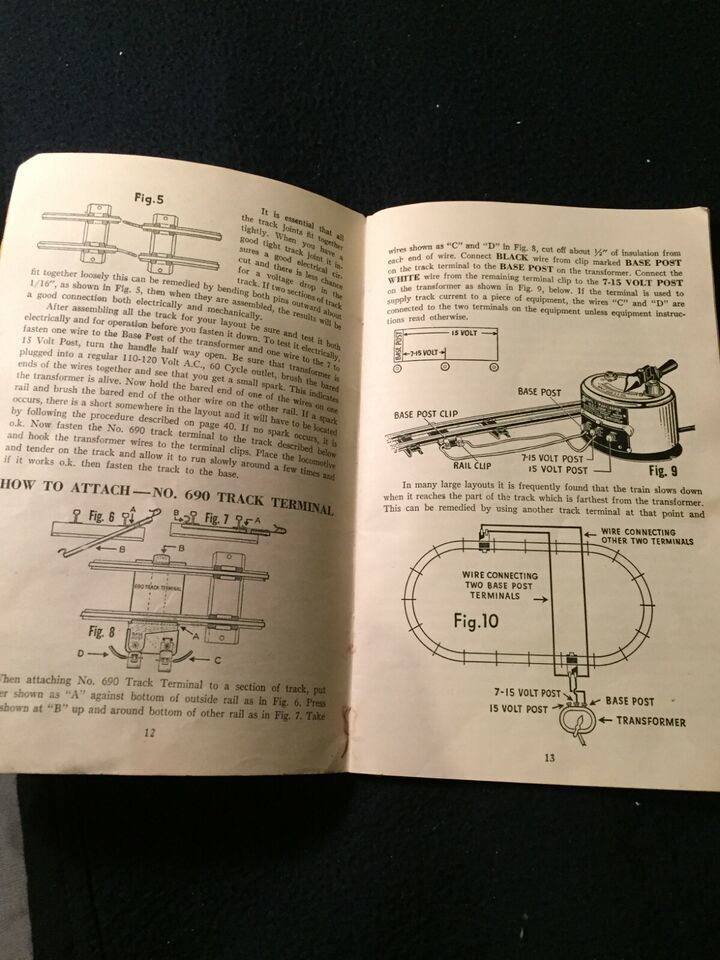 Fig.5
It is essential that all
the track joints fit together
tightly. When you have a
good tight track joint it in-
sures a good electrical cir-
cuit and there is less chance
for a voltage drop in the
track. If two sections of track
fit together loosely this can be remedied by bending both pins outward about
1/16", as shown in Fig. 5, then when they are assembled, the results will be
a good connection both electrically and mechanically.
After assembling all the track for your layout be sure and test it both
electrically and for operation before you fasten it down. To test it electrically,
fasten one wire to the Base Post of the transformer and one wire to the 7 to
15 Volt Post, turn the handle half way open. Be sure that transformer is
plugged into a regular 110-120 Volt A.C., 60 Cycle outlet, brush the bared
ends of the wires together and see that you get a small spark. This indicates
the transformer is alive. Now hold the bared end of one of the wires on one
rail and brush the bared end of the other wire on the other rail. If a spark
occurs, there is a short somewhere in the layout and it will have to be located
by following the procedure described on page 40. If no spark occurs, it is
o.k. Now fasten the No. 690 track terminal to the track described below
and hook the transformer wires to the terminal clips. Place the locomotive
and tender on the track and allow it to run slowly around a few times and
if it works o.k. then fasten the track to the base.
HOW TO ATTACH—NO. 690 TRACK TERMINAL
Fig. 6
A
B
B
Fig. 7
A
B
690 TRACK TERMINAL
Fig. 8
A
D
C
When attaching No. 690 Track Terminal to a section of track, put
er shown as "A" against bottom of outside rail as in Fig. 6. Press
shown at "B" up and around bottom of other rail as in Fig. 7. Take
12
wires shown as "C" and "D" in Fig. 8, cut off about ½" of insulation from
each end of wire. Connect BLACK wire from clip marked BASE POST
on the track terminal to the BASE POST on the transformer. Connect the
WHITE wire from the remaining terminal clip to the 7-15 VOLT POST
on the transformer as shown in Fig. 9, below. If the terminal is used to
supply track current to a piece of equipment, the wires "C" and "D" are
connected to the two terminals on the equipment unless equipment instruc-
tions read otherwise.
BASE POST
15 VOLT
7-15 VOLT
BASE POST
BASE POST CLIP
RAIL CLIP
7-15 VOLT POST
15 VOLT POST
Fig. 9
In many large layouts it is frequently found that the train slows down
when it reaches the part of the track which is farthest from the transformer.
This can be remedied by using another track terminal at that point and
WIRE CONNECTING
OTHER TWO TERMINALS
WIRE CONNECTING
TWO BASE POST
TERMINALS
Fig.10
7-15 VOLT POST
15 VOLT POST
BASE POST
TRANSFORMER
13